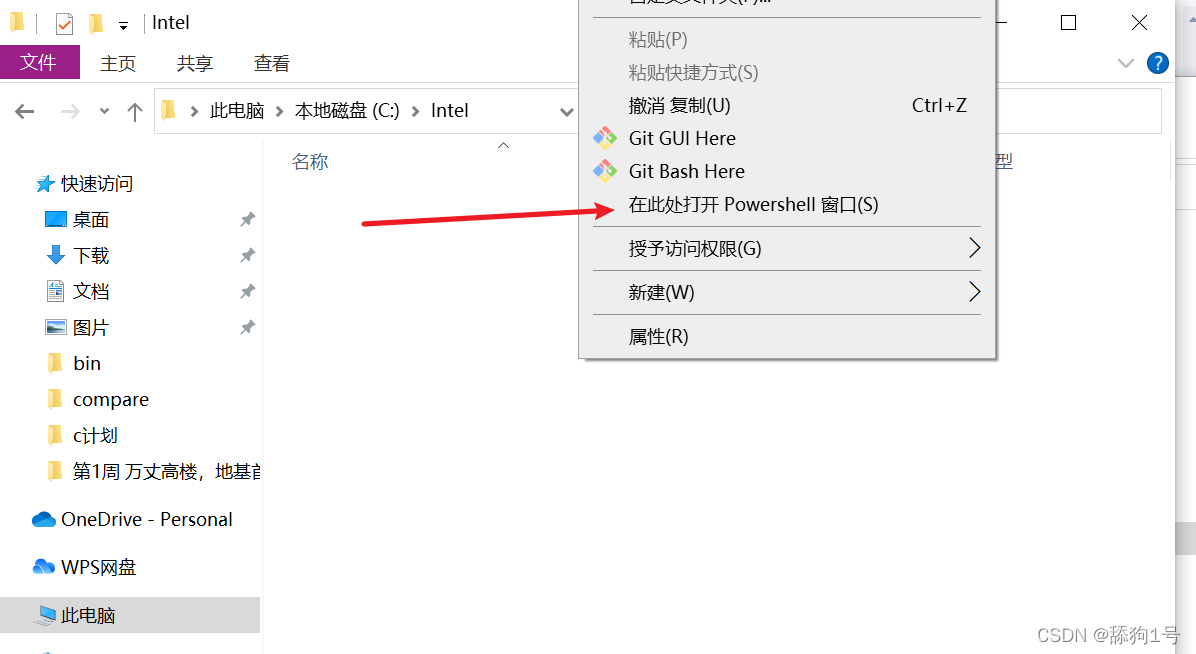 Intel
文件 主页 共享 查看
此电脑 本地磁盘 (C:) Intel
名称
型
快速访问
桌面
下载
文档
图片
bin
compare
c计划
第1周 万丈高楼，地基首
OneDrive - Personal
WPS网盘
此电脑
粘贴(P)
粘贴快捷方式(S)
撤消 复制(U) Ctrl+Z
Git GUI Here
Git Bash Here
在此处打开 Powershell 窗口(S)
授予访问权限(G)
新建(W)
属性(R)
CSDN @舔狗1号